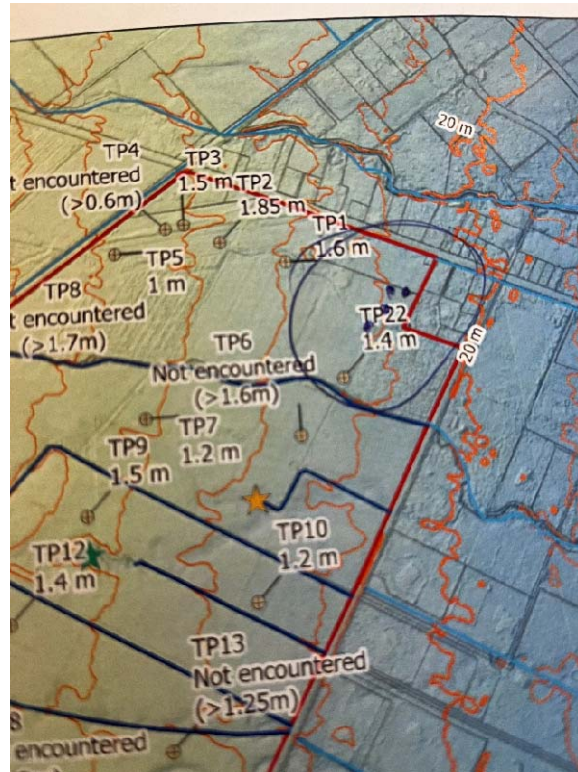 20 m
TP4
t encountered
(>0.6m)
TP3
1.5 m
TP2
1.85 m
TP1
1.6 m
TP5
1 m
TP8
t encountered
(>1.7m)
TP22
1.4 m
20 m
TP6
Not encountered
(>1.6m)
TP7
1.2 m
TP9
1.5 m
TP10
1.2 m
TP12
1.4 m
TP13
Not encountered
(>1.25m)
8
encountered